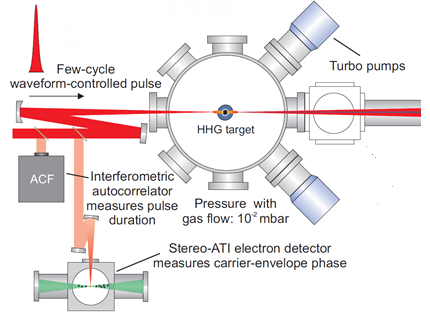 Few-cycle
waveform-controlled pulse
Turbo pumps
HHG target
ACF
Interferometric
autocorrelator
measures pulse
duration
Pressure with
gas flow: 10⁻² mbar
Stereo-ATI electron detector
measures carrier-envelope phase